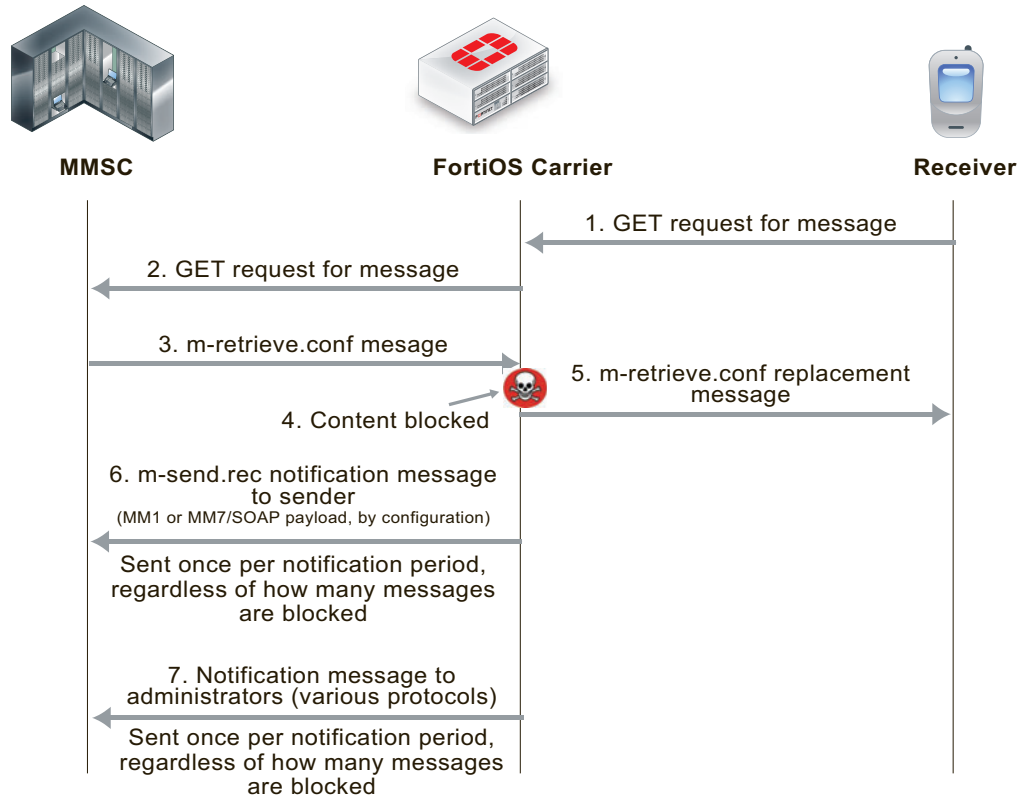 MMSC
FortiOS Carrier
Receiver
1. GET request for message
2. GET request for message
3. m-retrieve.conf mesage
4. Content blocked
5. m-retrieve.conf replacement
message
6. m-send.rec notification message
to sender
(MM1 or MM7/SOAP payload, by configuration)
Sent once per notification period,
regardless of how many messages
are blocked
7. Notification message to
administrators (various protocols)
Sent once per notification period,
regardless of how many messages
are blocked